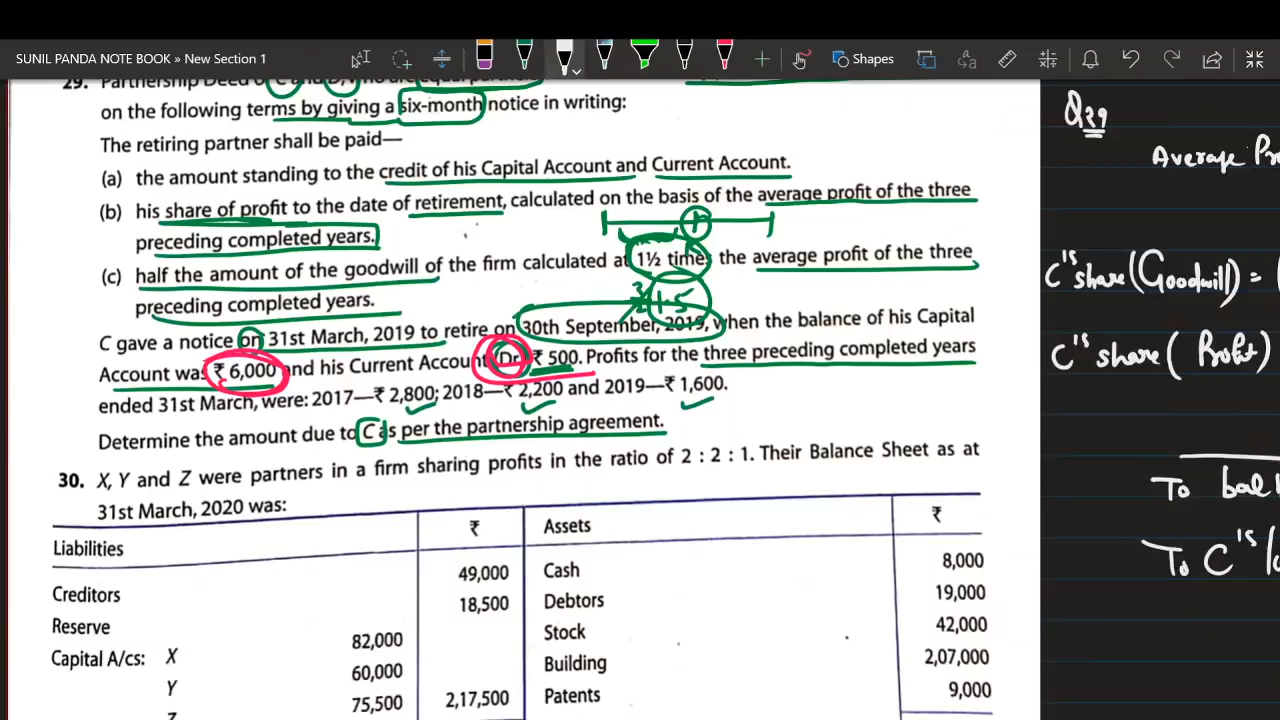 SUNIL PANDA NOTE BOOK » New Section 1
Shapes
29. Partnership Deed of C and D, who are equal partners
on the following terms by giving a six-month notice in writing:
The retiring partner shall be paid—
(a) the amount standing to the credit of his Capital Account and Current Account.
(b) his share of profit to the date of retirement, calculated on the basis of the average profit of the three
preceding completed years.
(c) half the amount of the goodwill of the firm calculated at 1½ times the average profit of the three
preceding completed years.
1.5
C gave a notice on 31st March, 2019 to retire on 30th September, 2019, when the balance of his Capital
Account was ₹ 6,000 and his Current Account (Dr.) ₹ 500. Profits for the three preceding completed years
ended 31st March, were: 2017—₹ 2,800; 2018—₹ 2,200 and 2019—₹ 1,600.
Determine the amount due to C as per the partnership agreement.
30. X, Y and Z were partners in a firm sharing profits in the ratio of 2 : 2 : 1. Their Balance Sheet as at
31st March, 2020 was:
Liabilities ₹ Assets ₹
Creditors 49,000 Cash 8,000
Reserve 18,500 Debtors 19,000
Capital A/cs: X 82,000 Stock 42,000
Y 60,000 Building 2,07,000
75,500 2,17,500 Patents 9,000
Q29
Average
C's share (Goodwill) =
C's share ( Profit)
To bal
To C's